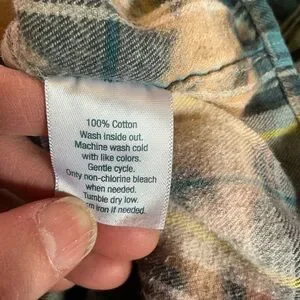 100% Cotton
Wash inside out.
Machine wash cold
with like colors.
Gentle cycle.
Only non-chlorine bleach
when needed.
Tumble dry low.
iron if needed.